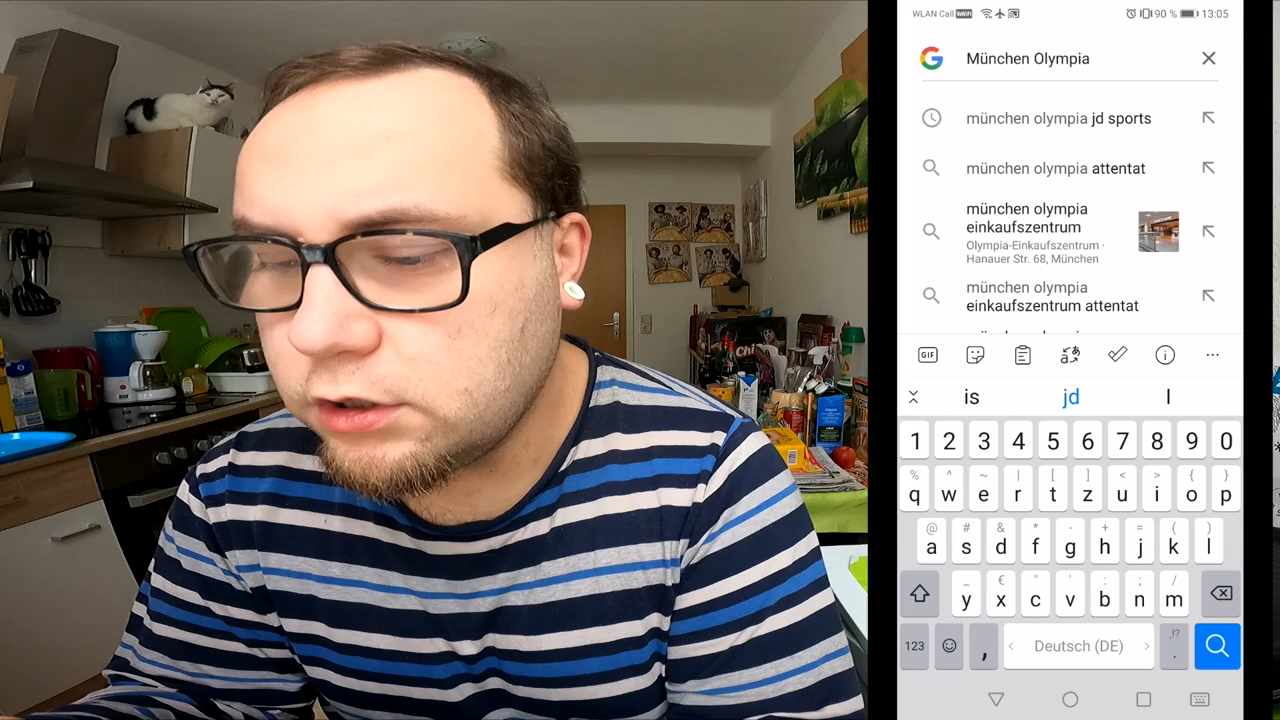 WLAN Call VoWiFi 90 % 13:05
München Olympia
münchen olympia jd sports
münchen olympia attentat
münchen olympia
einkaufszentrum
Olympia-Einkaufszentrum ·
Hanauer Str. 68, München
münchen olympia
einkaufszentrum attentat
GIF
is jd I
1 2 3 4 5 6 7 8 9 0
% ^ ~ | [ ] < > { }
q w e r t z u i o p
@ # & * - + = ( )
a s d f g h j k l
_ € " ' : ; /
y x c v b n m
,!?
123 , Deutsch (DE) .